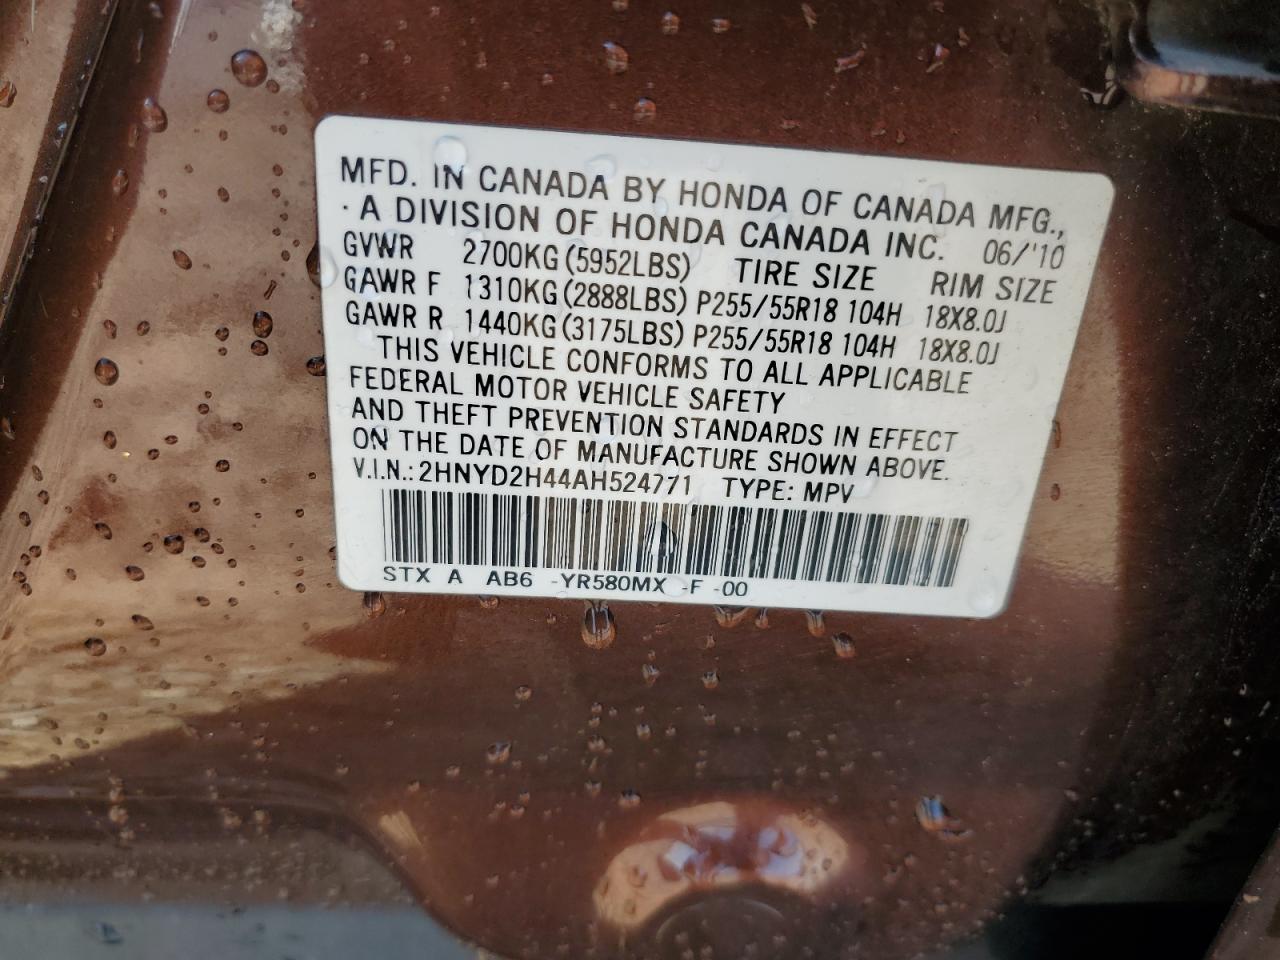 MFD. IN CANADA BY HONDA OF CANADA MFG.,
· A DIVISION OF HONDA CANADA INC. 06/'10
GVWR 2700KG (5952LBS) TIRE SIZE RIM SIZE
GAWR F 1310KG (2888LBS) P255/55R18 104H 18X8.0J
GAWR R 1440KG (3175LBS) P255/55R18 104H 18X8.0J
THIS VEHICLE CONFORMS TO ALL APPLICABLE
FEDERAL MOTOR VEHICLE SAFETY
AND THEFT PREVENTION STANDARDS IN EFFECT
ON THE DATE OF MANUFACTURE SHOWN ABOVE.
V.I.N.: 2HNYD2H44AH524771 TYPE: MPV
STX A AB6 -YR580MX -F -00